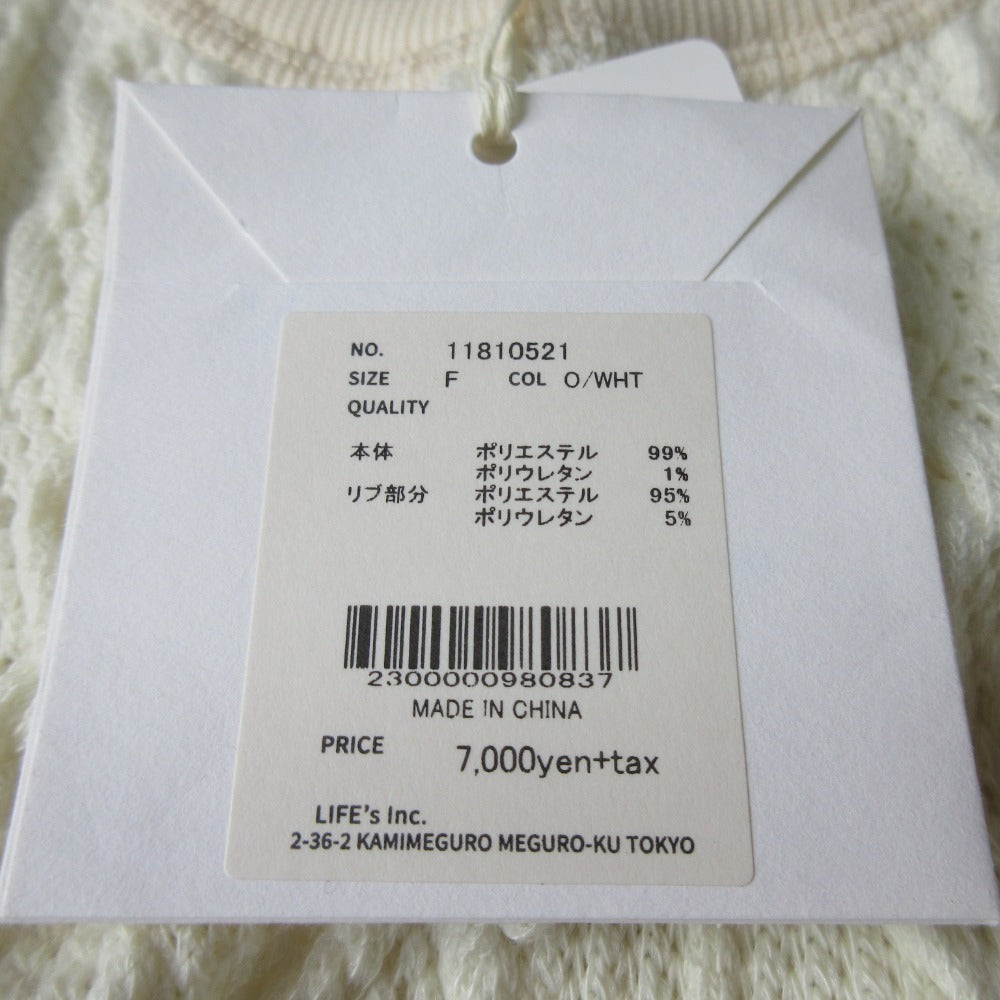 NO. 11810521
SIZE F COL O/WHT
QUALITY
本体 ポリエステル 99%
ポリウレタン 1%
リブ部分 ポリエステル 95%
ポリウレタン 5%
2300000980837
MADE IN CHINA
PRICE 7,000yen+tax
LIFE's Inc.
2-36-2 KAMIMEGURO MEGURO-KU TOKYO